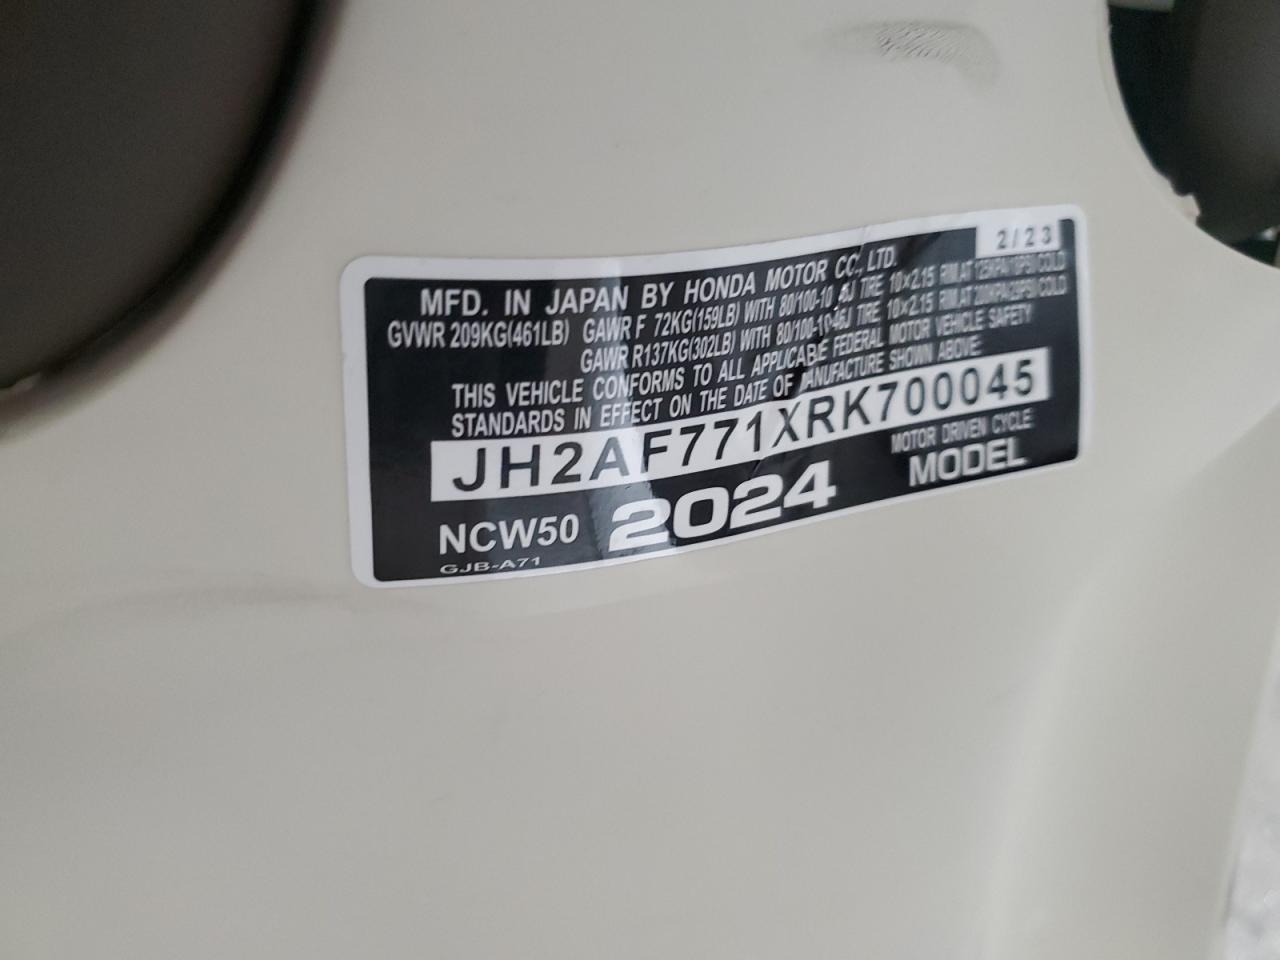 2/23
MFD. IN JAPAN BY HONDA MOTOR CO., LTD.
GVWR 209KG(461LB) GAWR F 72KG(159LB) WITH 80/100-10 46J TIRE 10×2.15 RIM,AT 125KPA/18PSI COLD
GAWR R137KG(302LB) WITH 80/100-10 46J TIRE 10×2.15 RIM,AT 200KPA/29PSI COLD
THIS VEHICLE CONFORMS TO ALL APPLICABLE FEDERAL MOTOR VEHICLE SAFETY
STANDARDS IN EFFECT ON THE DATE OF MANUFACTURE SHOWN ABOVE:
JH2AF771XRK700045
MOTOR DRIVEN CYCLE
NCW50 2024 MODEL
GJB-A71